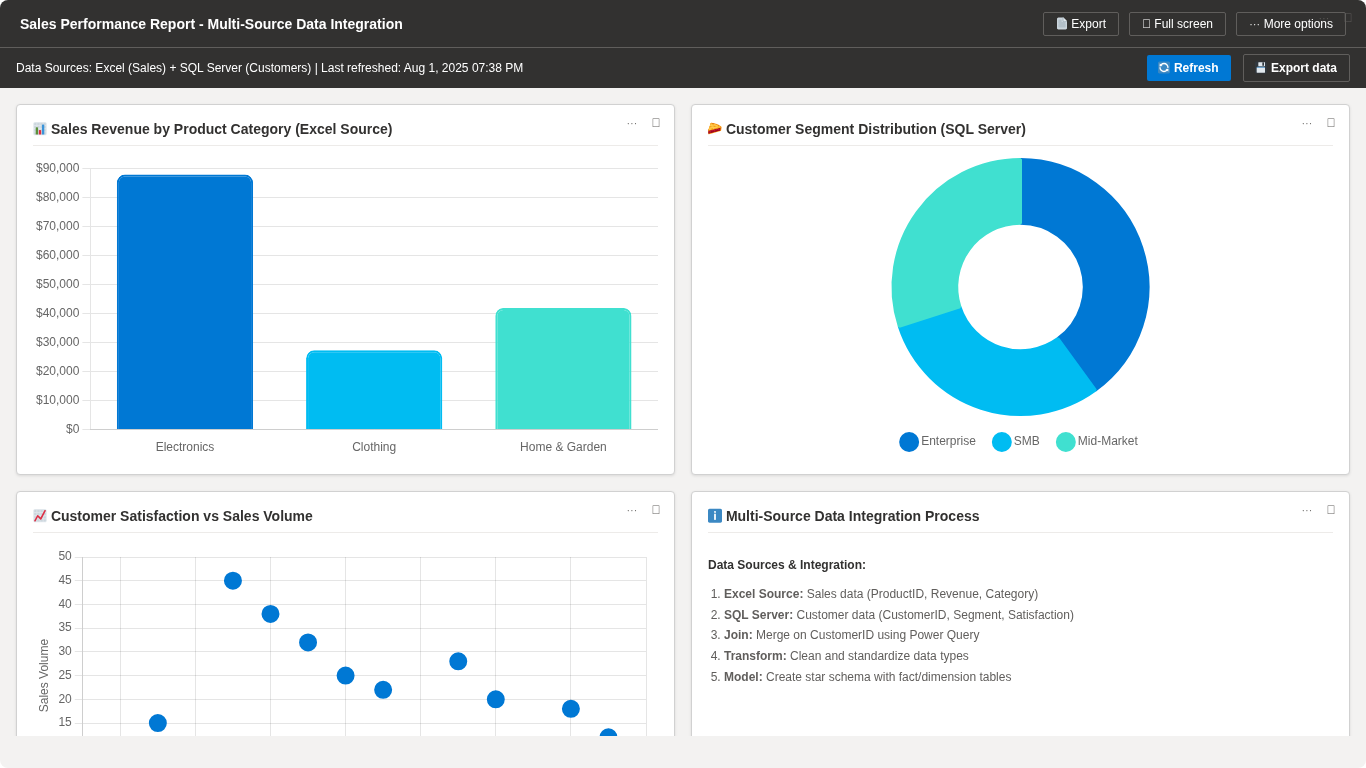 Sales Performance Report - Multi-Source Data Integration
Export
Full screen
··· More options
Data Sources: Excel (Sales) + SQL Server (Customers) | Last refreshed: Aug 1, 2025 07:38 PM
Refresh
Export data
Sales Revenue by Product Category (Excel Source)
$90,000
$80,000
$70,000
$60,000
$50,000
$40,000
$30,000
$20,000
$10,000
$0
Electronics
Clothing
Home & Garden
Customer Segment Distribution (SQL Server)
Enterprise
SMB
Mid-Market
Customer Satisfaction vs Sales Volume
50
45
40
35
30
25
20
15
Sales Volume
Multi-Source Data Integration Process
Data Sources & Integration:
1. Excel Source: Sales data (ProductID, Revenue, Category)
2. SQL Server: Customer data (CustomerID, Segment, Satisfaction)
3. Join: Merge on CustomerID using Power Query
4. Transform: Clean and standardize data types
5. Model: Create star schema with fact/dimension tables